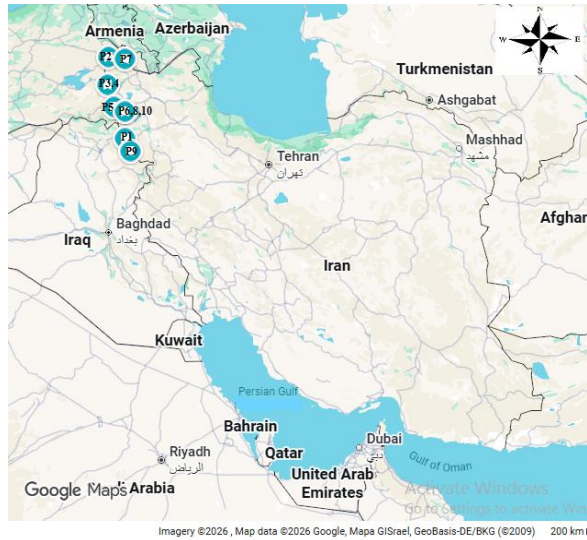 Armenia
Azerbaijan
N
W
E
S
P2
P7
P3,4
P5
P6,8,10
P1
P9
Turkmenistan
Ashgabat
Mashhad
مشهد
Tehran
تهران
Baghdad
بغداد
Iraq
Iran
Afghan
Kuwait
Persian Gulf
Bahrain
Qatar
Dubai
دبي
Riyadh
الرياض
United Arab
Emirates
Gulf of Oman
Google Maps
Arabia
Activate Windows
Go to Settings to activate Win
Imagery ©2026 , Map data ©2026 Google, Mapa GISrael, GeoBasis-DE/BKG (©2009)
200 km